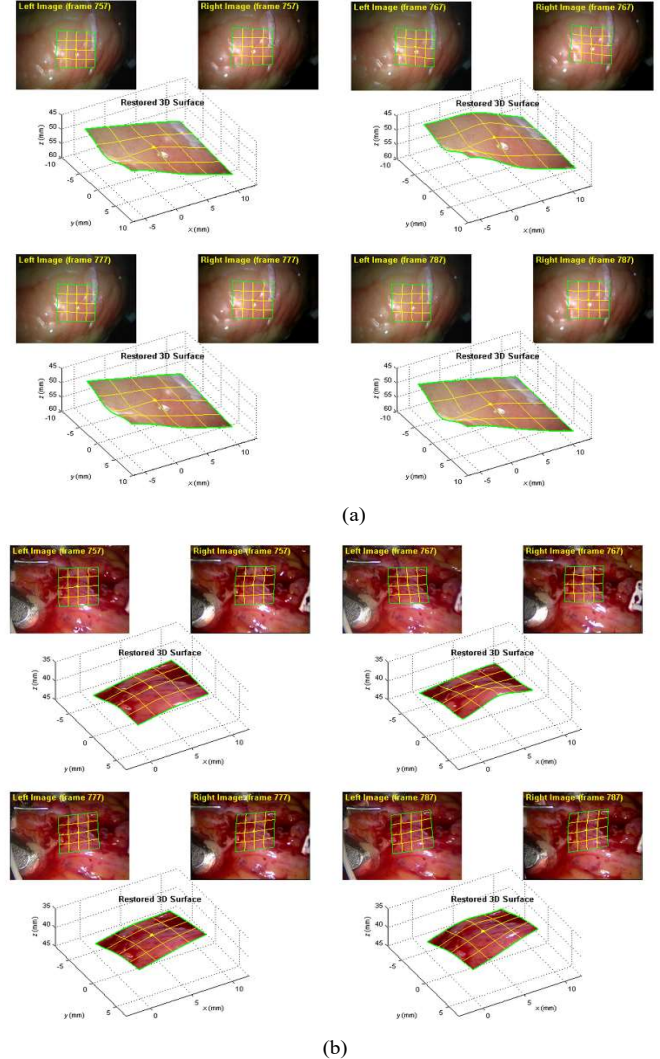 Left Image (frame 757)
Right Image (frame 757)
Left Image (frame 767)
Right Image (frame 767)
Restored 3D Surface
Restored 3D Surface
45
50
55
60
z (mm)
-10
-5
0
5
10
y (mm)
-5
0
5
10
x (mm)
45
50
55
60
z (mm)
-10
-5
0
5
10
y (mm)
-5
0
5
10
x (mm)
Left Image (frame 777)
Right Image (frame 777)
Left Image (frame 787)
Right Image (frame 787)
Restored 3D Surface
Restored 3D Surface
45
50
55
60
z (mm)
-10
-5
0
5
10
y (mm)
-5
0
5
10
x (mm)
45
50
55
60
z (mm)
-10
-5
0
5
10
y (mm)
-5
0
5
10
x (mm)
(a)
Left Image (frame 757)
Right Image (frame 757)
Left Image (frame 767)
Right Image (frame 767)
Restored 3D Surface
Restored 3D Surface
35
40
45
z (mm)
-5
0
5
y (mm)
0
5
10
x (mm)
35
40
45
z (mm)
-5
0
5
y (mm)
0
5
10
x (mm)
Left Image (frame 777)
Right Image (frame 777)
Left Image (frame 787)
Right Image (frame 787)
Restored 3D Surface
Restored 3D Surface
35
40
45
z (mm)
-5
0
5
y (mm)
0
5
10
x (mm)
35
40
45
z (mm)
-5
0
5
y (mm)
0
5
10
x (mm)
(b)